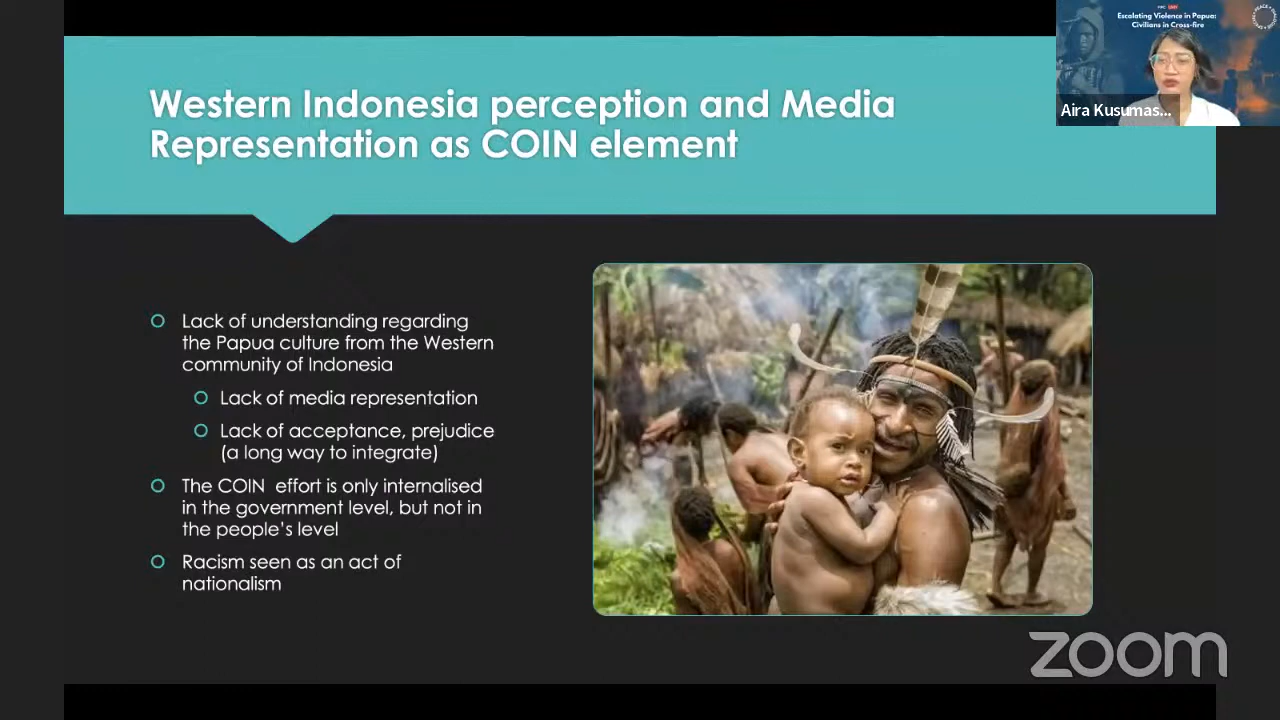 Western Indonesia perception and Media
Representation as COIN element
Escalating Violence in Papua:
Civilians in Cross-fire
Aira Kusumas...
Lack of understanding regarding
the Papua culture from the Western
community of Indonesia
Lack of media representation
Lack of acceptance, prejudice
(a long way to integrate)
The COIN effort is only internalised
in the government level, but not in
the people's level
Racism seen as an act of
nationalism
zoom